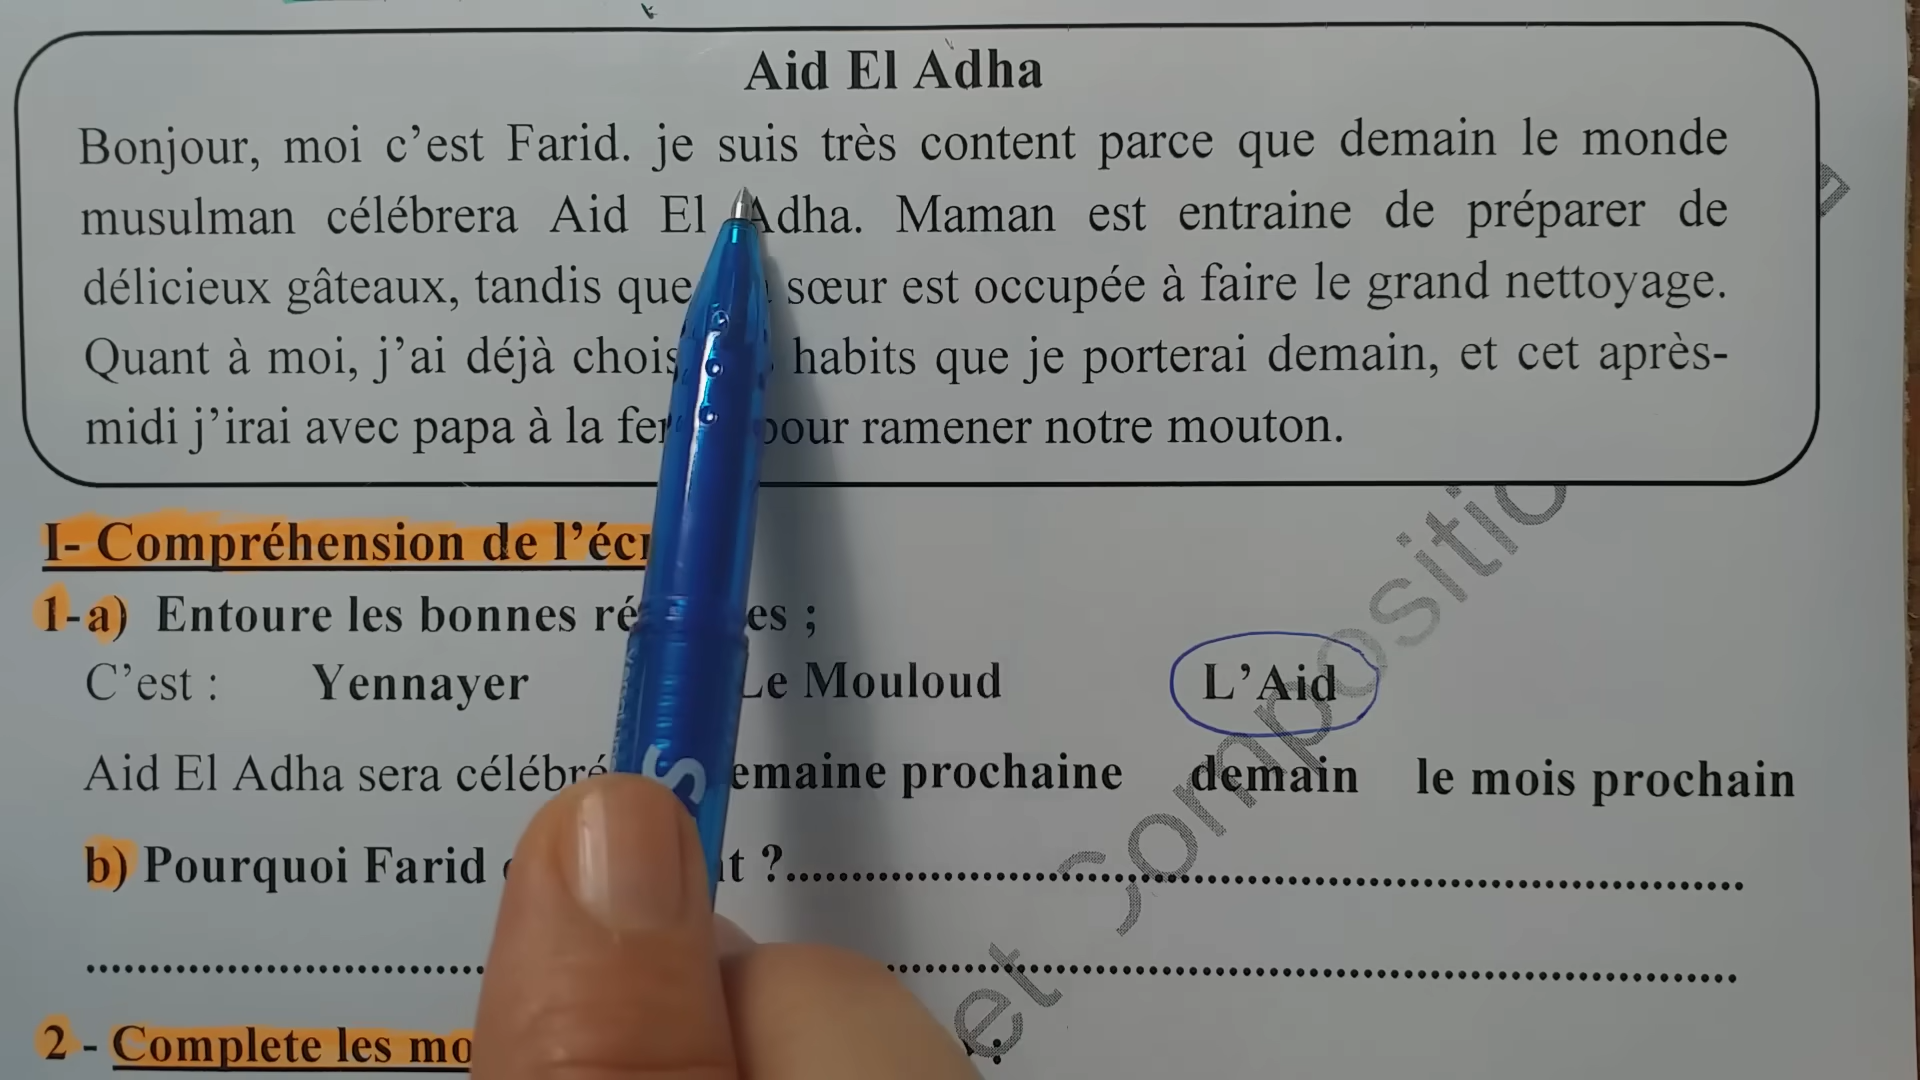 Aid El Adha
Bonjour, moi c’est Farid. je suis très content parce que demain le monde
musulman célébrera Aid El Adha. Maman est entraine de préparer de
délicieux gâteaux, tandis que sœur est occupée à faire le grand nettoyage.
Quant à moi, j’ai déjà habits que je porterai demain, et cet après-
midi j’irai avec papa à la pour ramener notre mouton.
I- Compréhension de
1-a) Entoure les bonnes ;
C’est : Yennayer Le Mouloud L’Aid
Aid El Adha sera prochaine demain le mois prochain
b) Pourquoi Farid ?
2 - Complete les
et Composition